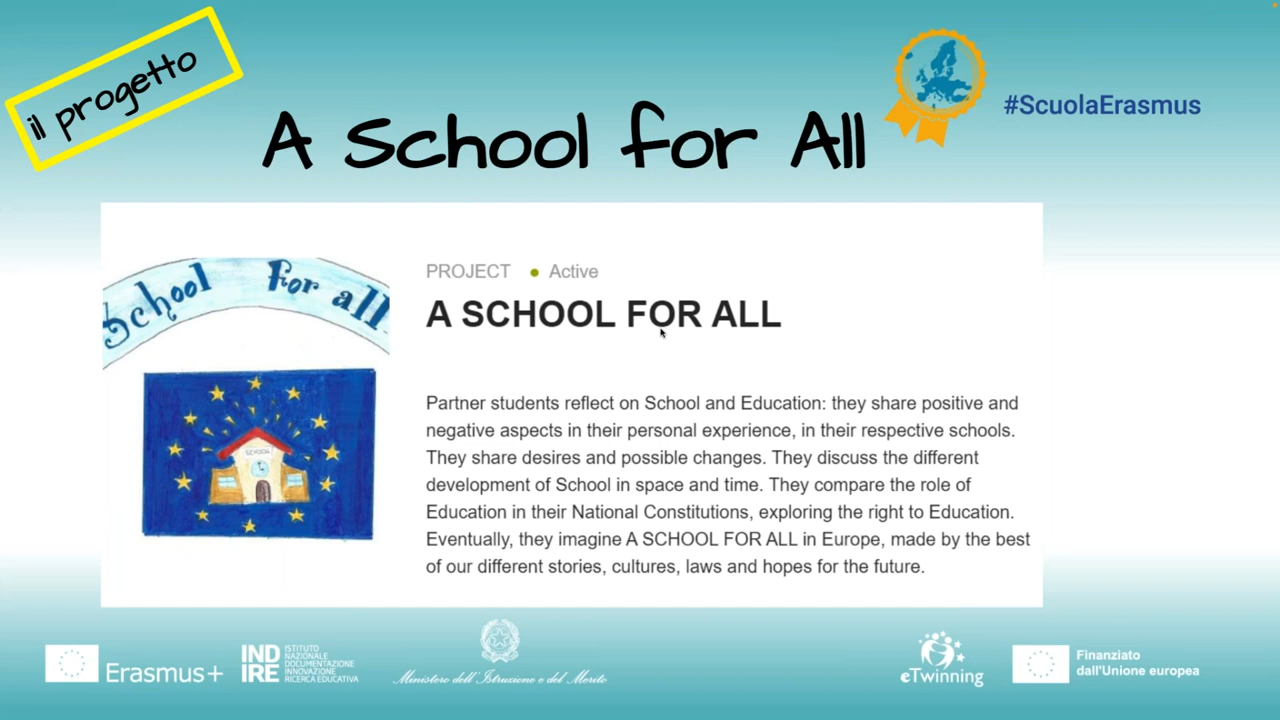 il progetto
A School for All
#ScuolaErasmus
School for all
SCHOOL
PROJECT • Active
A SCHOOL FOR ALL
Partner students reflect on School and Education: they share positive and
negative aspects in their personal experience, in their respective schools.
They share desires and possible changes. They discuss the different
development of School in space and time. They compare the role of
Education in their National Constitutions, exploring the right to Education.
Eventually, they imagine A SCHOOL FOR ALL in Europe, made by the best
of our different stories, cultures, laws and hopes for the future.
Erasmus+
INDIRE
ISTITUTO
NAZIONALE
DOCUMENTAZIONE
INNOVAZIONE
RICERCA EDUCATIVA
Ministero dell'Istruzione e del Merito
eTwinning
Finanziato
dall'Unione europea